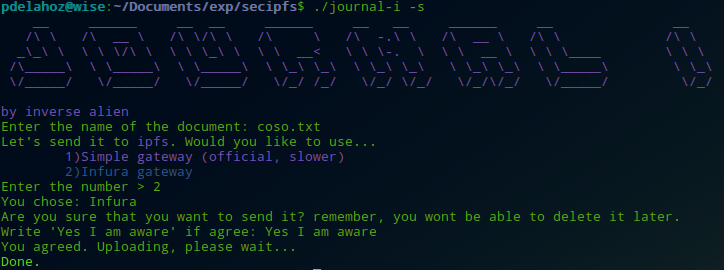 pdelahoz@wise:~/Documents/exp/secipfs$ ./journal-i -s
JOURNAL I
by inverse alien
Enter the name of the document: coso.txt
Let's send it to ipfs. Would you like to use...
1)Simple gateway (official, slower)
2)Infura gateway
Enter the number > 2
You chose: Infura
Are you sure that you want to send it? remember, you wont be able to delete it later.
Write 'Yes I am aware' if agree: Yes I am aware
You agreed. Uploading, please wait...
Done.